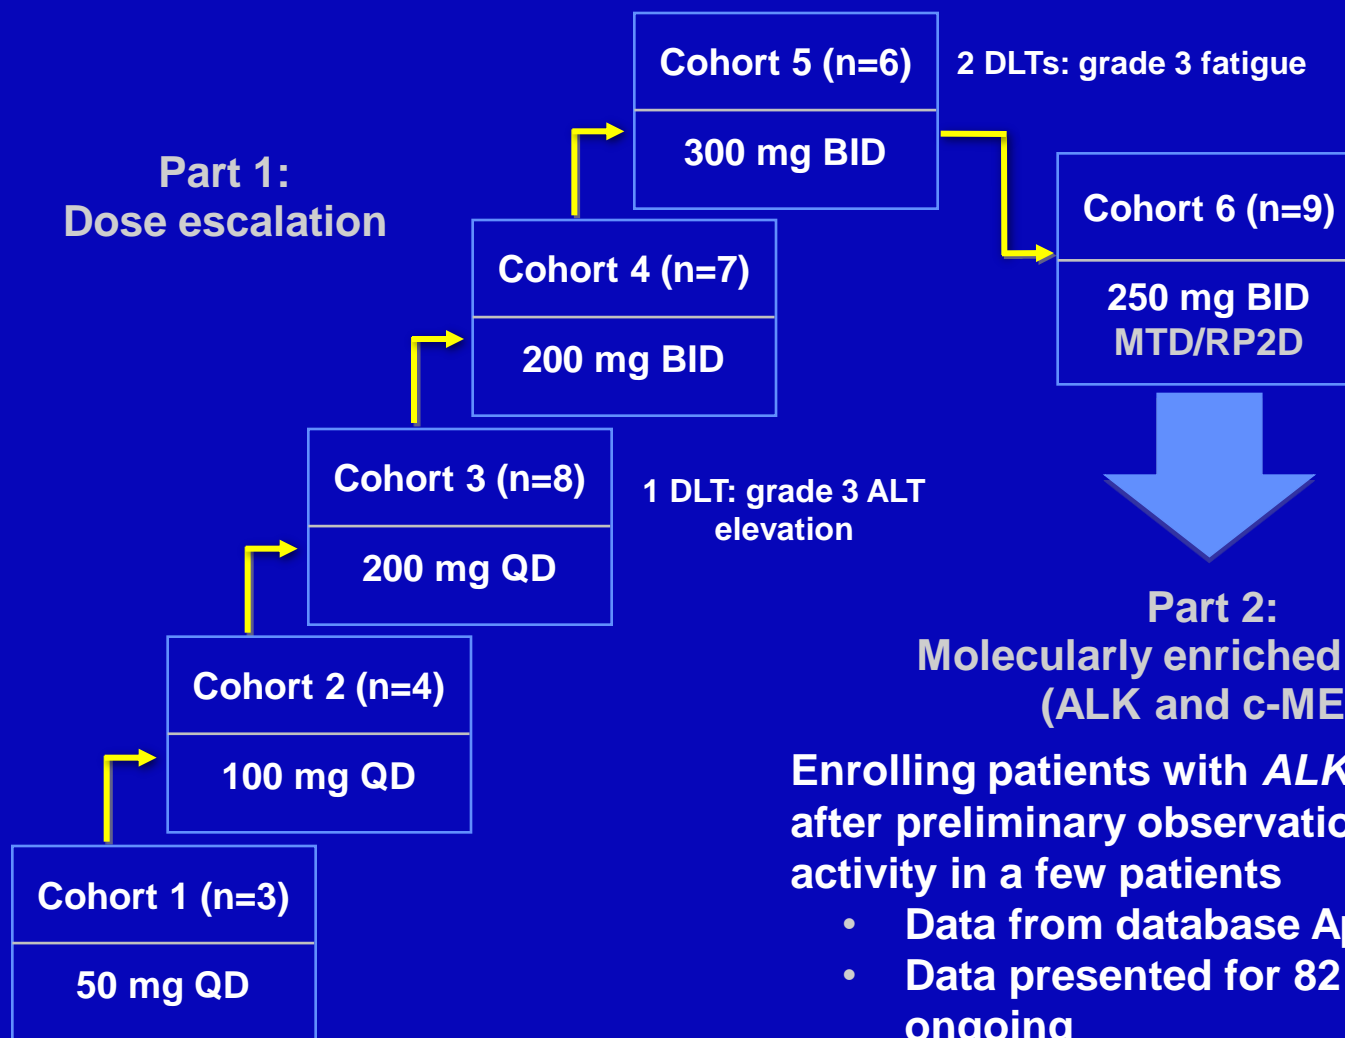 Part 1:
Dose escalation
Cohort 5 (n=6)
300 mg BID
2 DLTs: grade 3 fatigue
Cohort 6 (n=9)
250 mg BID
MTD/RP2D
Cohort 4 (n=7)
200 mg BID
Cohort 3 (n=8)
200 mg QD
1 DLT: grade 3 ALT
elevation
Cohort 2 (n=4)
100 mg QD
Cohort 1 (n=3)
50 mg QD
Part 2:
Molecularly enriched
(ALK and c-ME
Enrolling patients with ALK
after preliminary observatio
activity in a few patients
• Data from database Ap
• Data presented for 82
ongoing